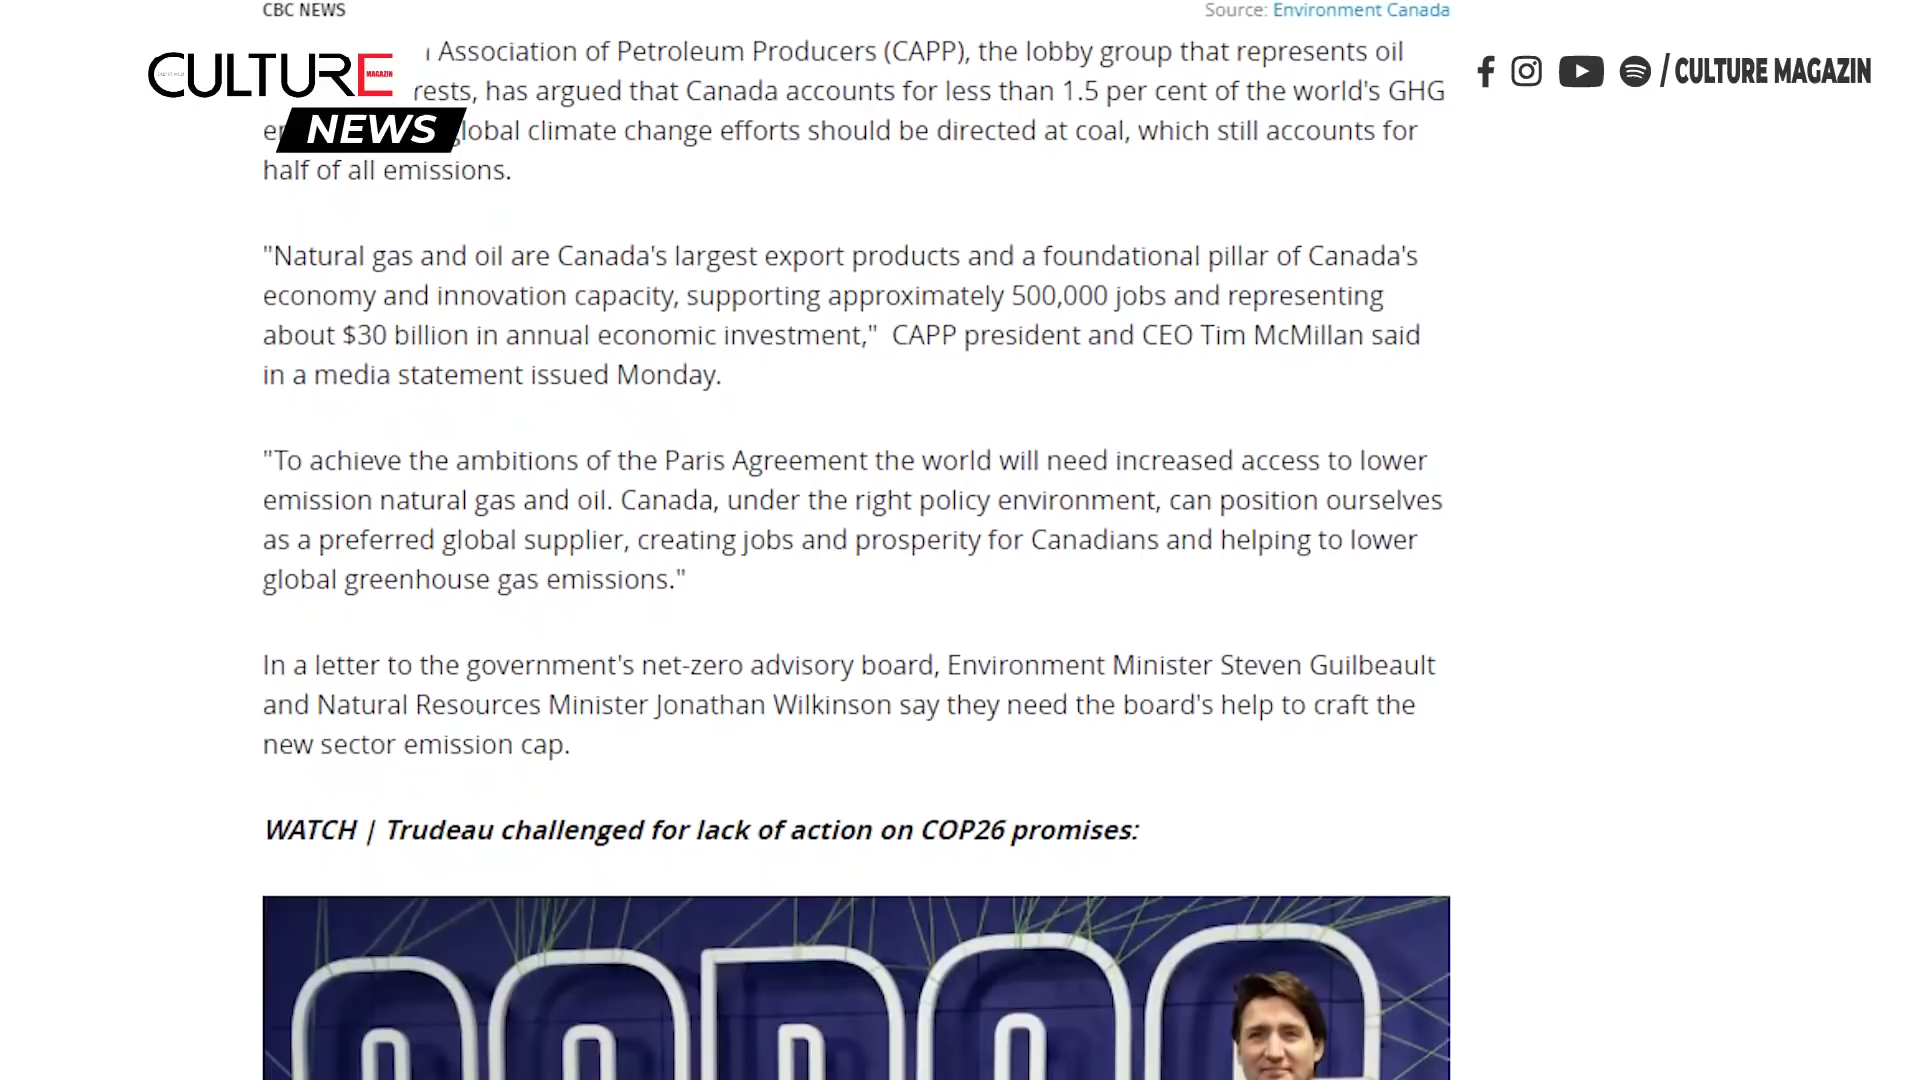 CBC NEWS
Source: Environment Canada
Association of Petroleum Producers (CAPP), the lobby group that represents oil
has argued that Canada accounts for less than 1.5 per cent of the world's GHG
climate change efforts should be directed at coal, which still accounts for
half of all emissions.
CULTURE
MAGAZIN
NEWS
/ CULTURE MAGAZIN
"Natural gas and oil are Canada's largest export products and a foundational pillar of Canada's
economy and innovation capacity, supporting approximately 500,000 jobs and representing
about $30 billion in annual economic investment," CAPP president and CEO Tim McMillan said
in a media statement issued Monday.
"To achieve the ambitions of the Paris Agreement the world will need increased access to lower
emission natural gas and oil. Canada, under the right policy environment, can position ourselves
as a preferred global supplier, creating jobs and prosperity for Canadians and helping to lower
global greenhouse gas emissions."
In a letter to the government's net-zero advisory board, Environment Minister Steven Guilbeault
and Natural Resources Minister Jonathan Wilkinson say they need the board's help to craft the
new sector emission cap.
WATCH | Trudeau challenged for lack of action on COP26 promises: